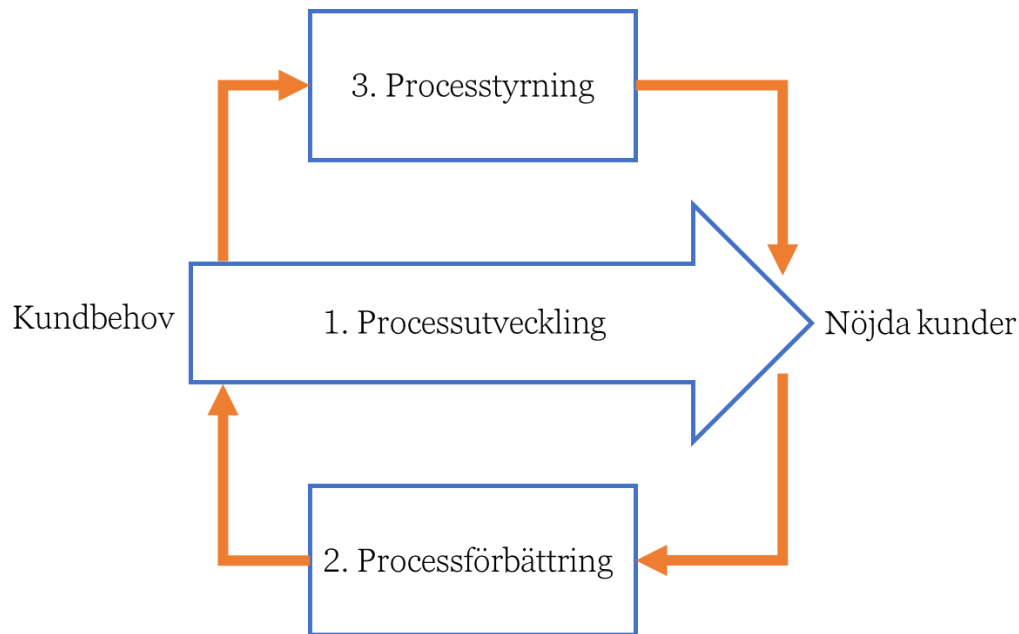 3. Processtyrning
Kundbehov
1. Processutveckling
Nöjda kunder
2. Processförbättring